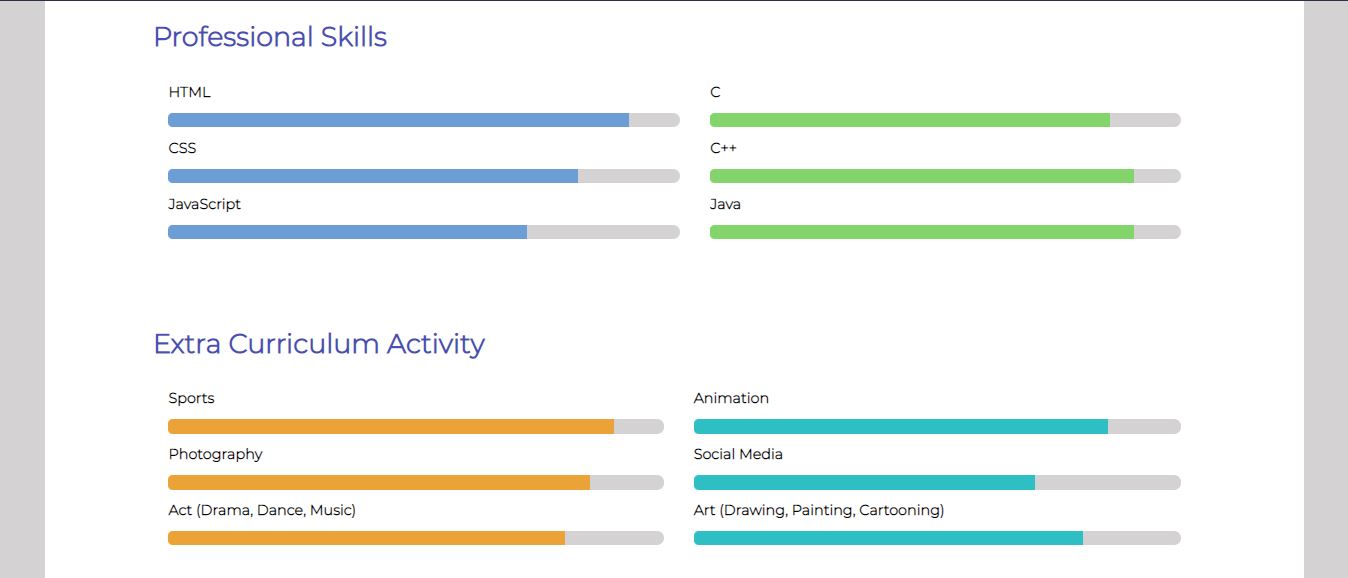 Professional Skills
HTML
C
CSS
C++
JavaScript
Java
Extra Curriculum Activity
Sports
Animation
Photography
Social Media
Act (Drama, Dance, Music)
Art (Drawing, Painting, Cartooning)